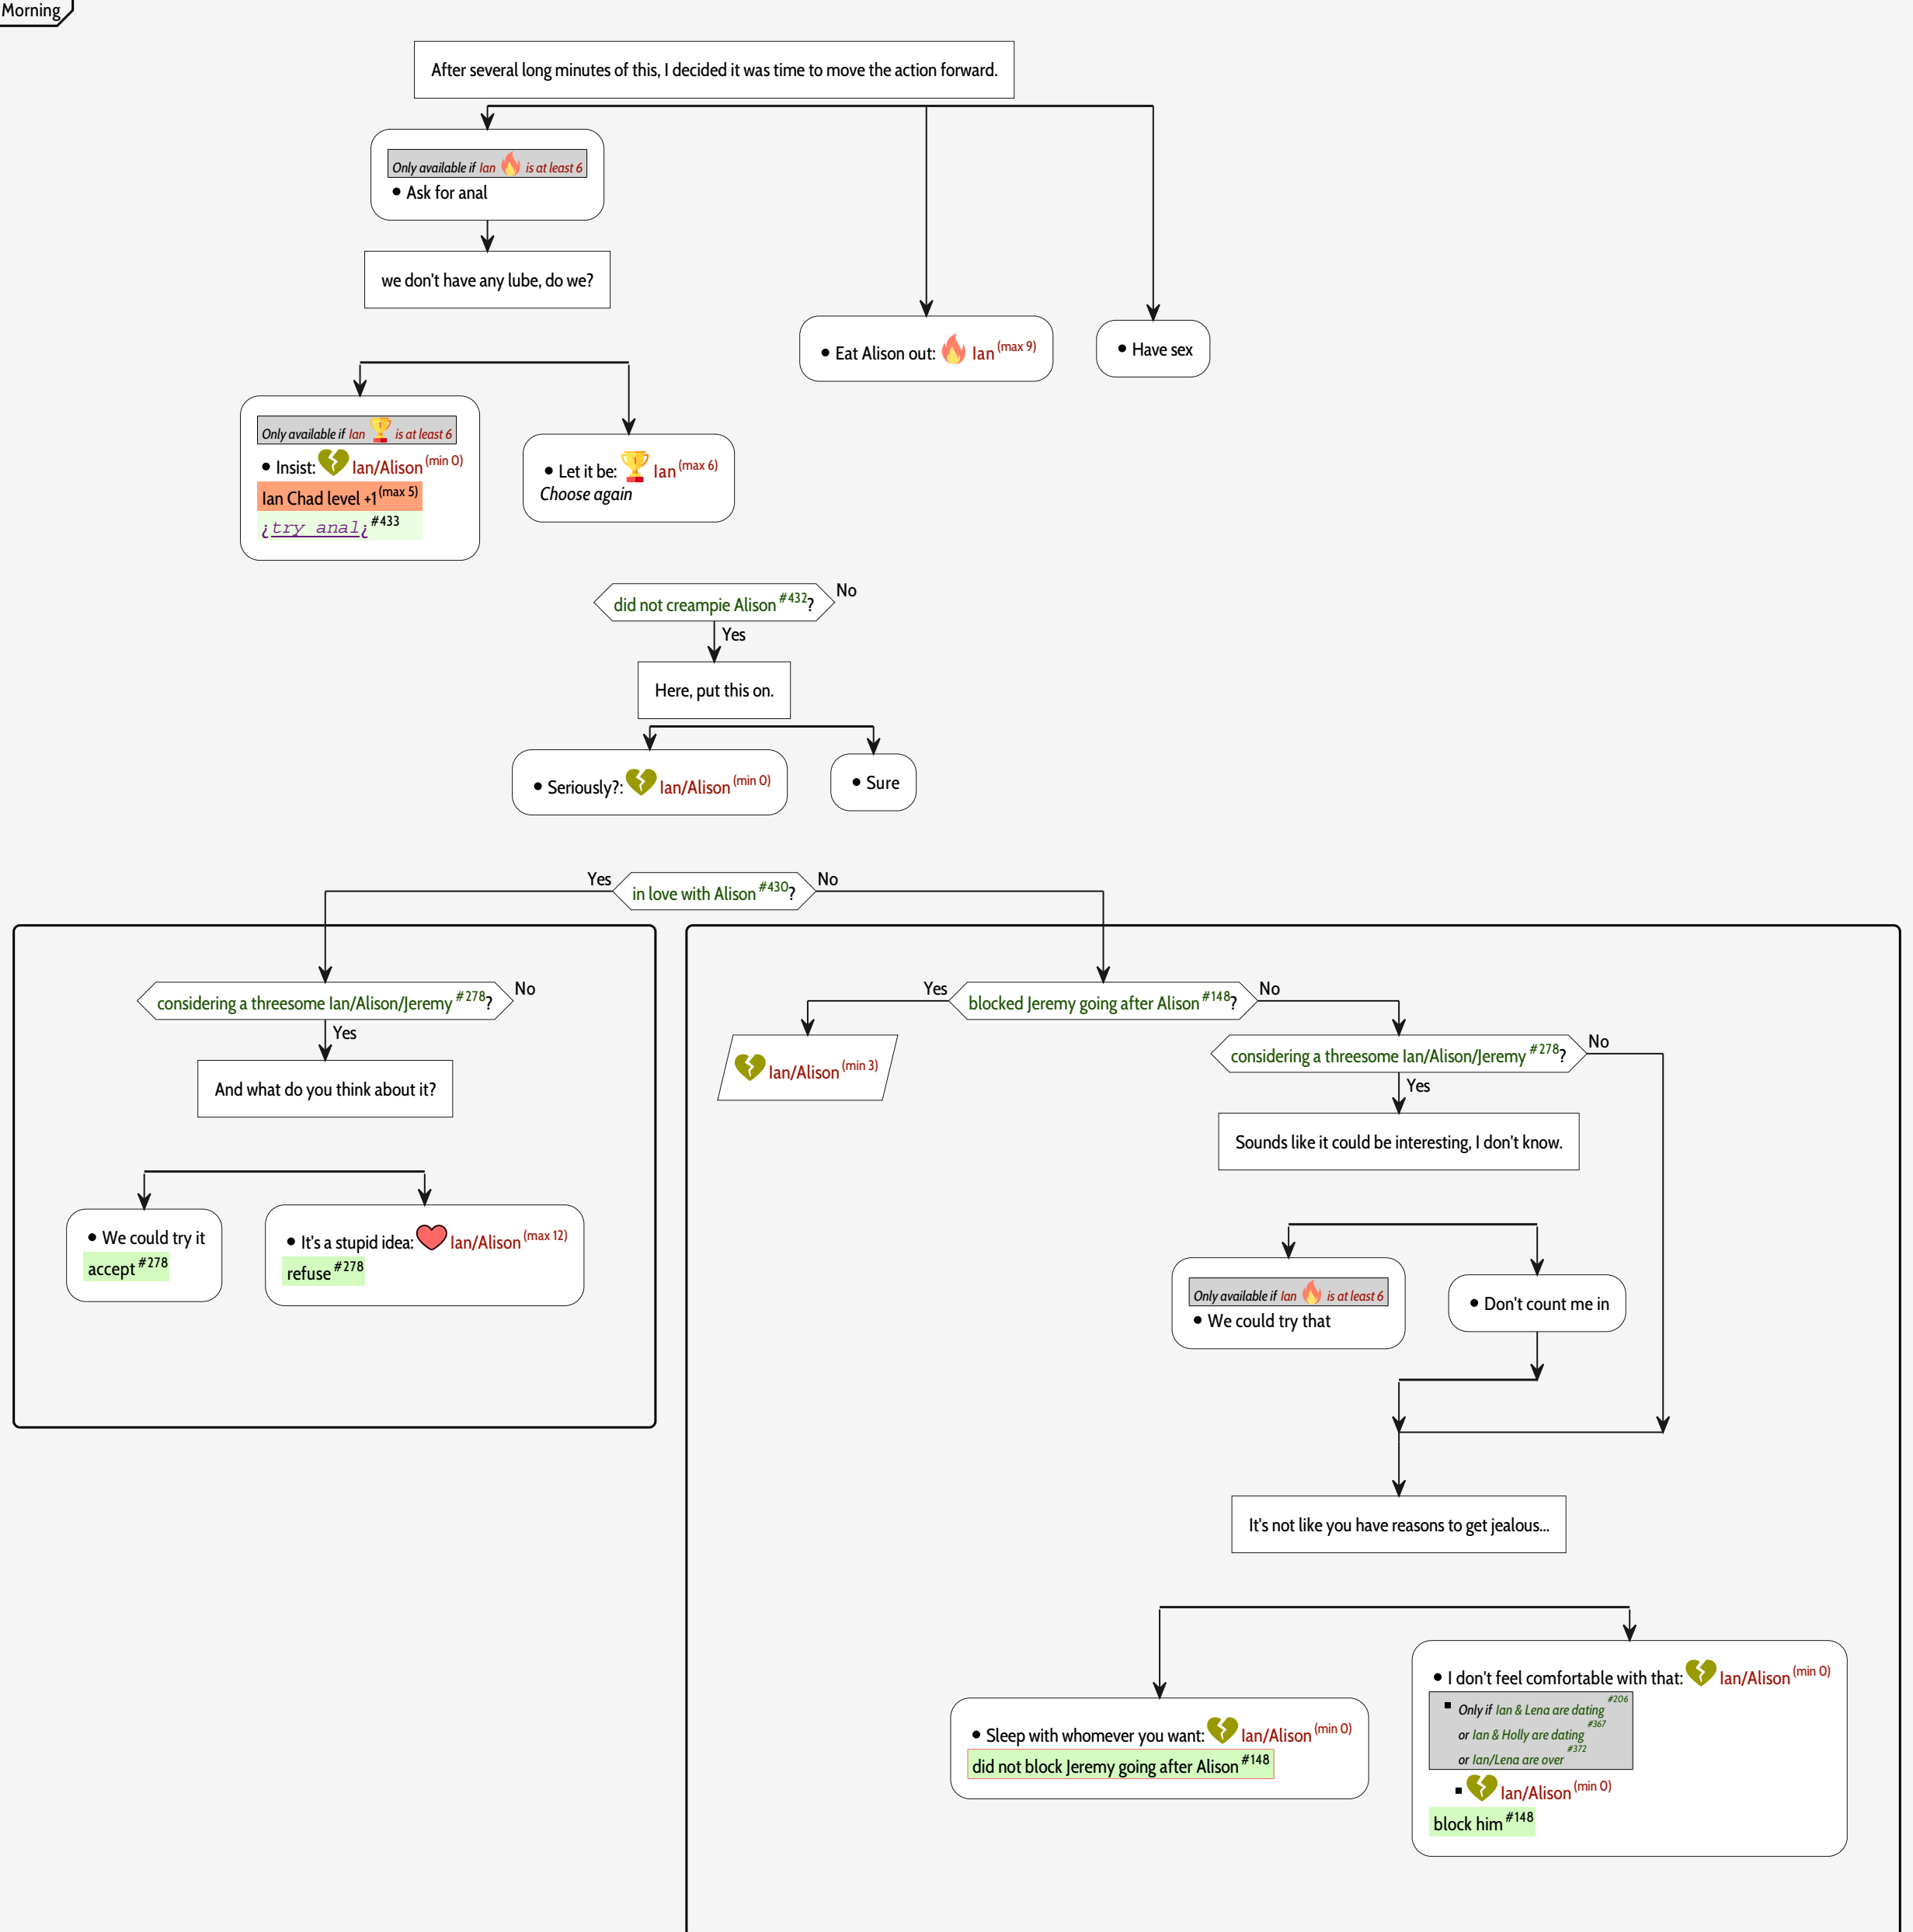 Morning
After several long minutes of this, I decided it was time to move the action forward.
Only available if Ian is at least 6
• Ask for anal
we don't have any lube, do we?
• Eat Alison out: Ian (max 9)
• Have sex
Only available if Ian is at least 6
• Insist: Ian/Alison (min 0)
Ian Chad level +1 (max 5)
¿try anal¿ #433
• Let it be: Ian (max 6)
Choose again
did not creampie Alison #432?
No
Yes
Here, put this on.
• Seriously?: Ian/Alison (min 0)
• Sure
Yes
in love with Alison #430?
No
considering a threesome Ian/Alison/Jeremy #278?
No
Yes
And what do you think about it?
• We could try it
accept #278
• It's a stupid idea: Ian/Alison (max 12)
refuse #278
Yes
blocked Jeremy going after Alison #148?
No
Ian/Alison (min 3)
considering a threesome Ian/Alison/Jeremy #278?
No
Yes
Sounds like it could be interesting, I don't know.
Only available if Ian is at least 6
• We could try that
• Don't count me in
It's not like you have reasons to get jealous...
• Sleep with whomever you want: Ian/Alison (min 0)
did not block Jeremy going after Alison #148
• I don't feel comfortable with that: Ian/Alison (min 0)
▪ Only if Ian & Lena are dating #206
or Ian & Holly are dating #367
or Ian/Lena are over #372
▪ Ian/Alison (min 0)
block him #148